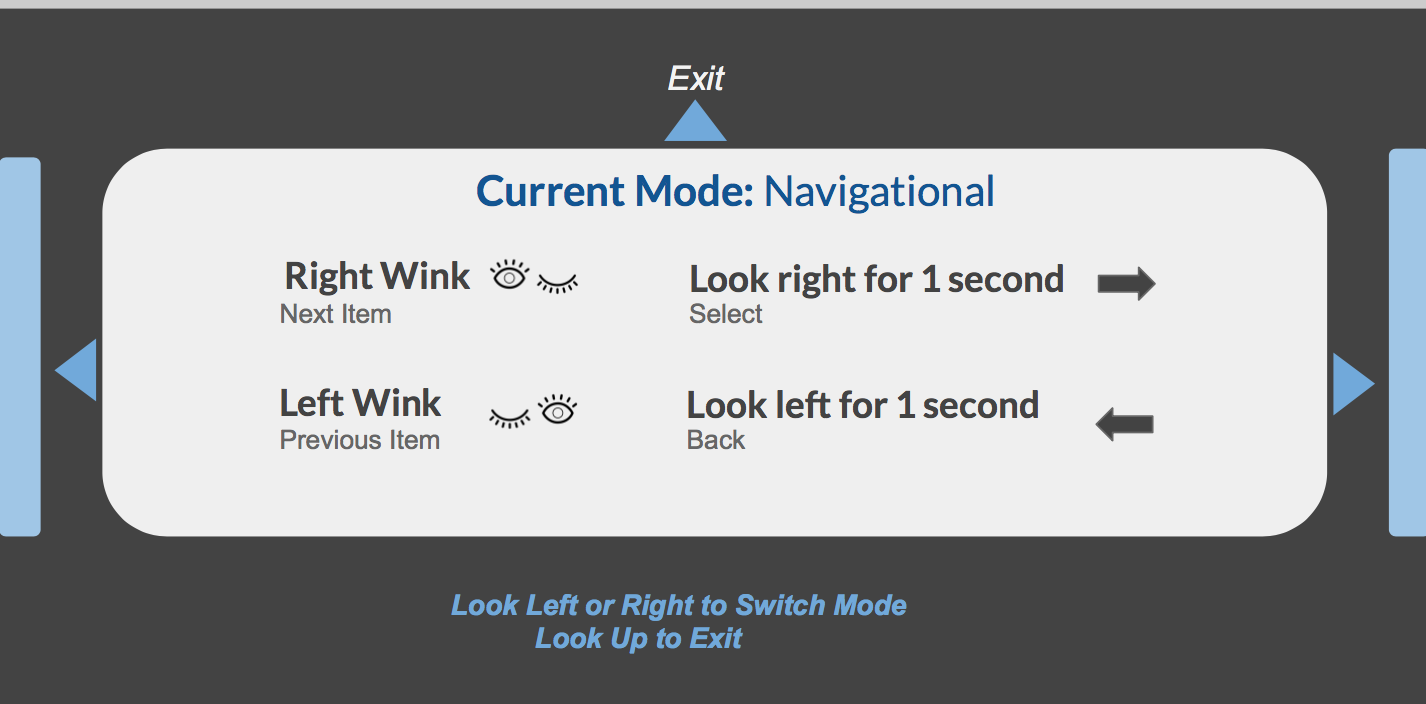 Exit
Current Mode: Navigational
Right Wink
Next Item
Look right for 1 second
Select
Left Wink
Previous Item
Look left for 1 second
Back
Look Left or Right to Switch Mode
Look Up to Exit